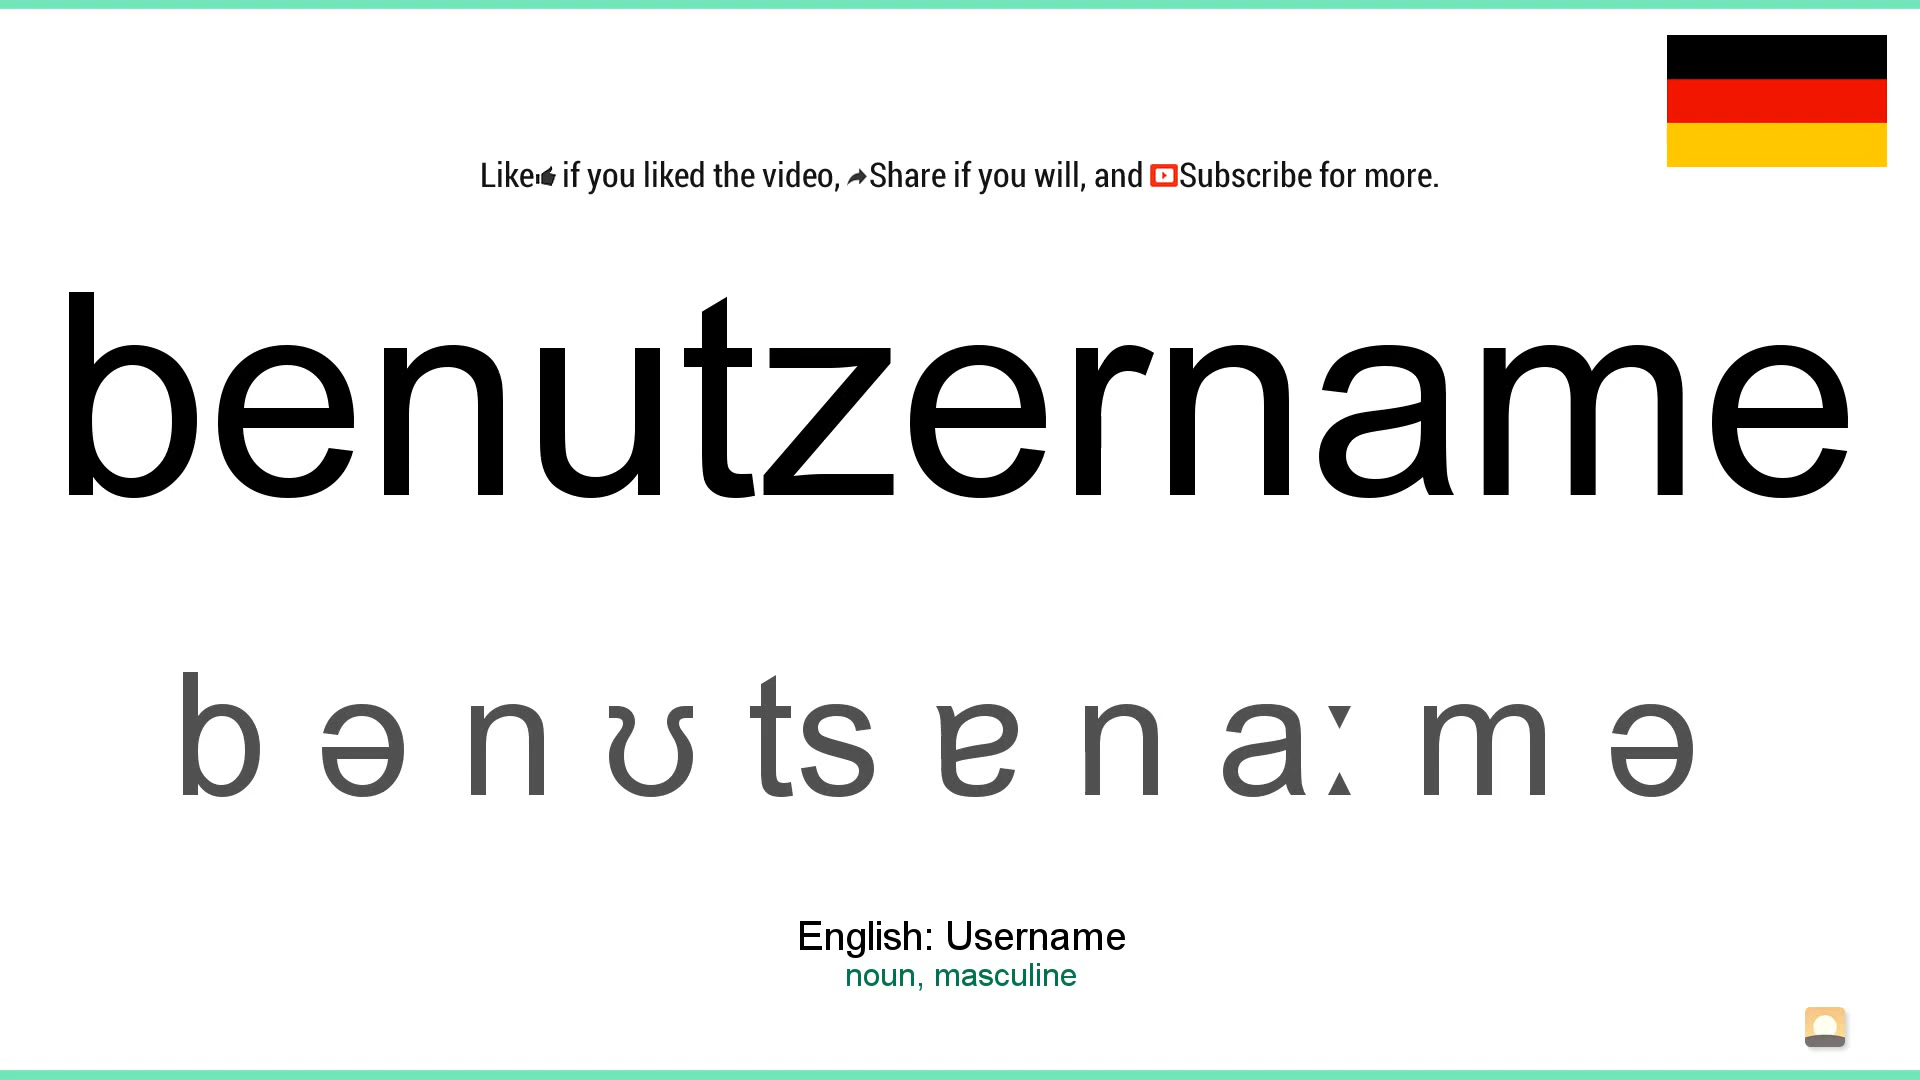 Like if you liked the video, Share if you will, and Subscribe for more.
benutzername
b ə n ʊ ts ɐ n aː m ə
English: Username
noun, masculine